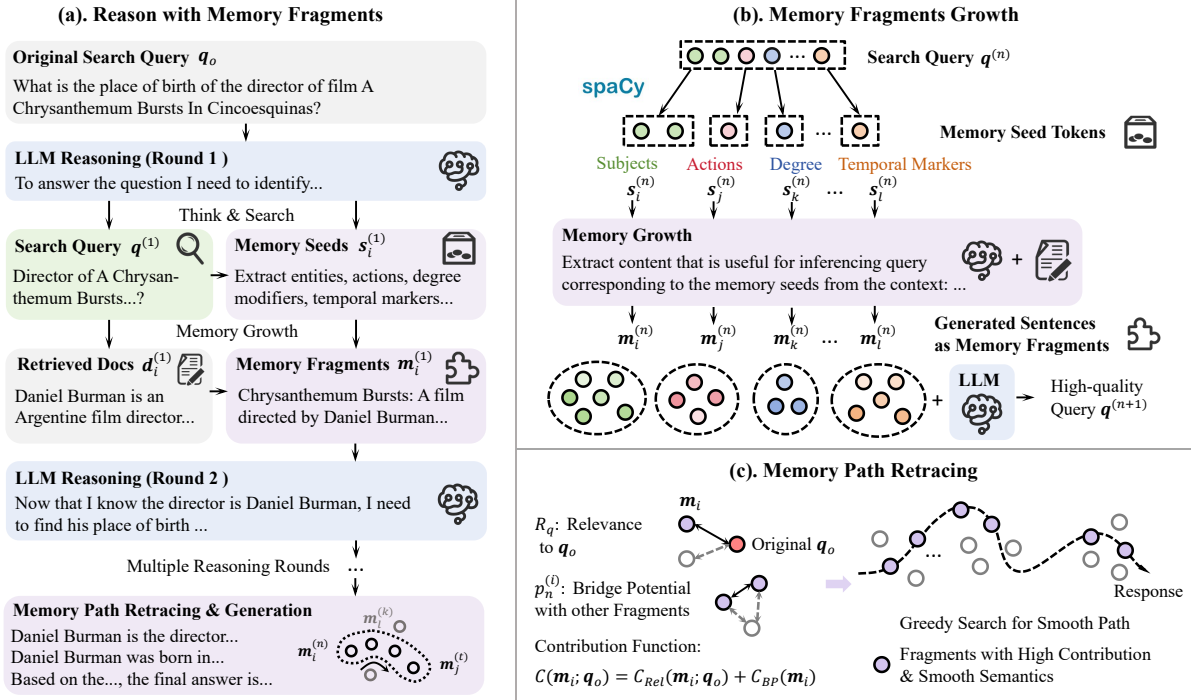 (a). Reason with Memory Fragments
Original Search Query q_o
What is the place of birth of the director of film A
Chrysanthemum Bursts In Cincoesquinas?
LLM Reasoning (Round 1 )
To answer the question I need to identify...
Think & Search
Search Query q^(1)
Director of A Chrysan-
themum Bursts...?
Memory Seeds s_i^(1)
Extract entities, actions, degree
modifiers, temporal markers...
Memory Growth
Retrieved Docs d_i^(1)
Daniel Burman is an
Argentine film director...
Memory Fragments m_i^(1)
Chrysanthemum Bursts: A film
directed by Daniel Burman...
LLM Reasoning (Round 2)
Now that I know the director is Daniel Burman, I need
to find his place of birth ...
Multiple Reasoning Rounds ...
Memory Path Retracing & Generation
Daniel Burman is the director...
Daniel Burman was born in...
Based on the..., the final answer is...
m_l^(k)
m_i^(n)
m_j^(t)
(b). Memory Fragments Growth
... Search Query q^(n)
spaCy
... Memory Seed Tokens
Subjects Actions Degree Temporal Markers
s_i^(n) s_j^(n) s_k^(n) ... s_l^(n)
Memory Growth
Extract content that is useful for inferencing query
corresponding to the memory seeds from the context: ...
+
m_i^(n) m_j^(n) m_k^(n) ... m_l^(n)
Generated Sentences
as Memory Fragments
+ LLM
High-quality
Query q^(n+1)
(c). Memory Path Retracing
m_i
R_q: Relevance
to q_o
Original q_o
p_n^(i): Bridge Potential
with other Fragments
Contribution Function:
C(m_i; q_o) = C_Rel(m_i; q_o) + C_BP(m_i)
...
Response
Greedy Search for Smooth Path
Fragments with High Contribution
& Smooth Semantics